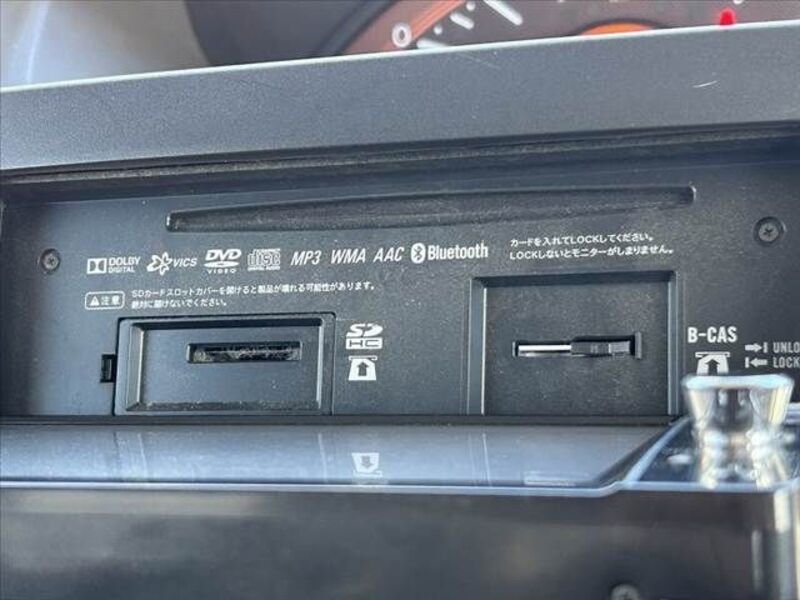 0
DOLBY DIGITAL VICS DVD VIDEO COMPACT disc DIGITAL AUDIO MP3 WMA AAC Bluetooth
カードを入れてLOCKしてください。
LOCKしないとモニターがしまりません。
注意 SDカードスロットカバーを開けると製品が壊れる可能性があります。
絶対に開けないでください。
SD
HC
B-CAS
UNLO
LOCK